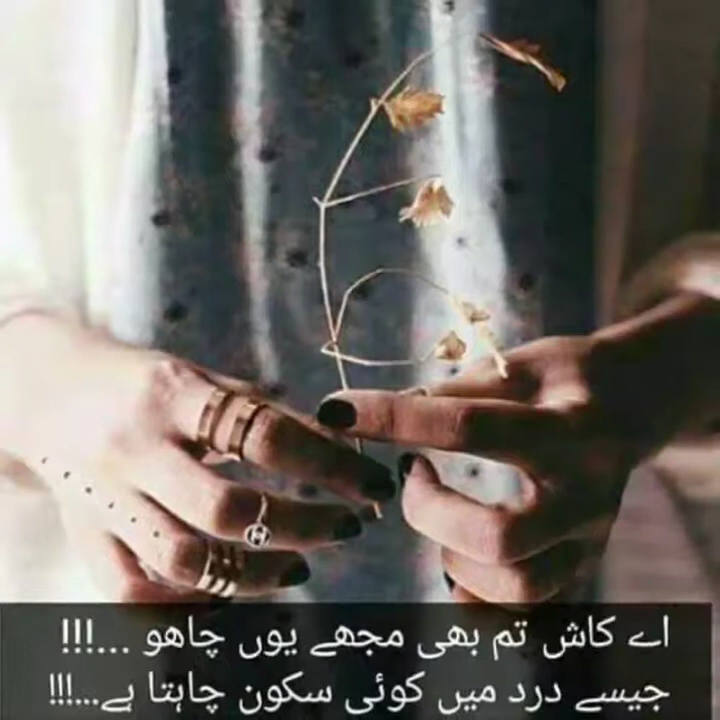 اے کاش تم بھی مجھے یوں چاھو ...!!!
جیسے درد میں کوئی سکون چاہتا ہے...!!!